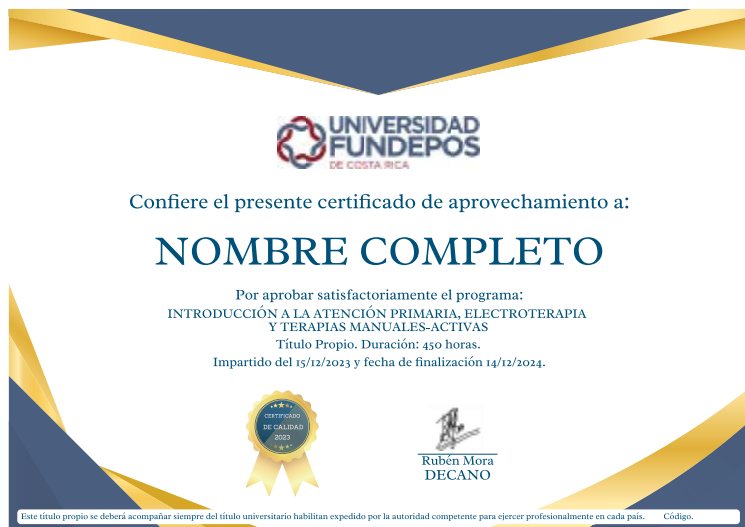 UNIVERSIDAD
FUNDEPOS
DE COSTA RICA
Confiere el presente certificado de aprovechamiento a:
NOMBRE COMPLETO
Por aprobar satisfactoriamente el programa:
INTRODUCCIÓN A LA ATENCIÓN PRIMARIA, ELECTROTERAPIA
Y TERAPIAS MANUALES-ACTIVAS
Título Propio. Duración: 450 horas.
Impartido del 15/12/2023 y fecha de finalización 14/12/2024.
CERTIFICADO
DE CALIDAD
2023
Rubén Mora
DECANO
Este título propio se deberá acompañar siempre del título universitario habilitan expedido por la autoridad competente para ejercer profesionalmente en cada país. Código.